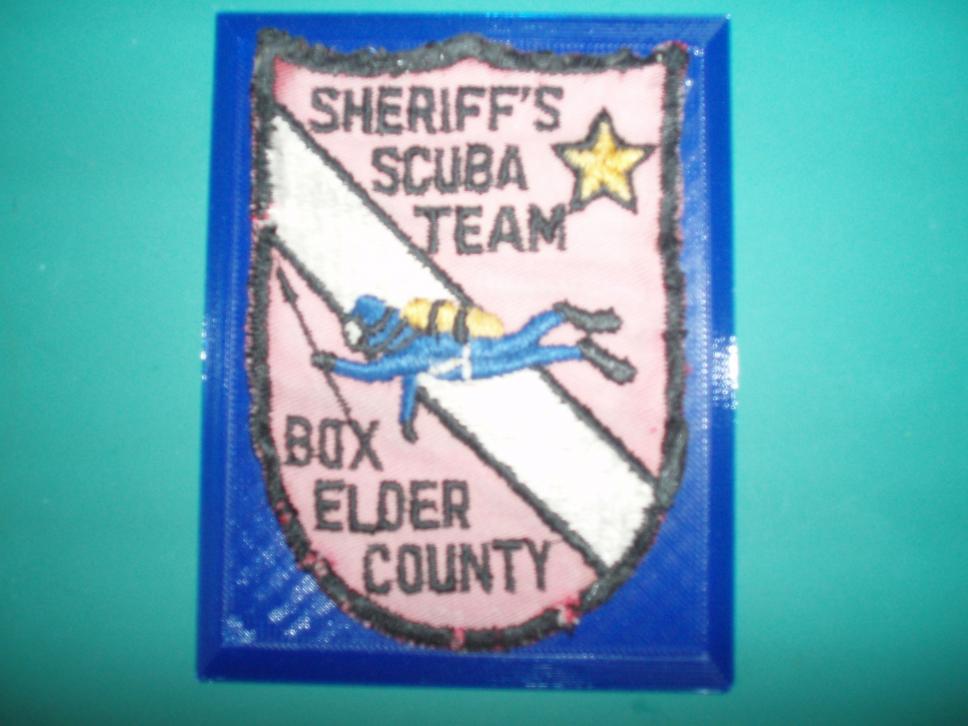 SHERIFF'S
SCUBA
TEAM
BOX
ELDER
COUNTY